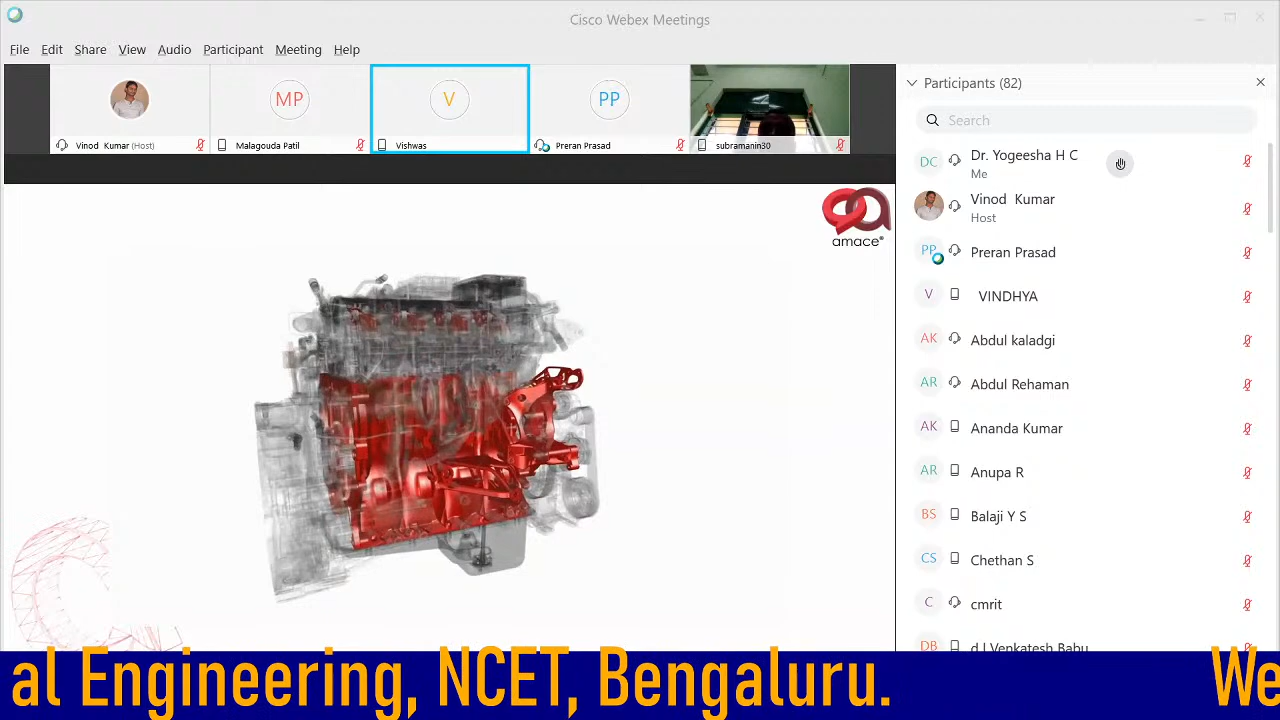 Cisco Webex Meetings
File Edit Share View Audio Participant Meeting Help
MP
V
PP
Vinod Kumar (Host)
Malagouda Patil
Vishwas
Preran Prasad
subramanin30
amace®
Participants (82)
Search
DC Dr. Yogeesha H C
Me
Vinod Kumar
Host
PP Preran Prasad
V VINDHYA
AK Abdul kaladgi
AR Abdul Rehaman
AK Ananda Kumar
AR Anupa R
BS Balaji Y S
CS Chethan S
C cmrit
DB d J Venkatesh Babu
al Engineering, NCET, Bengaluru. We